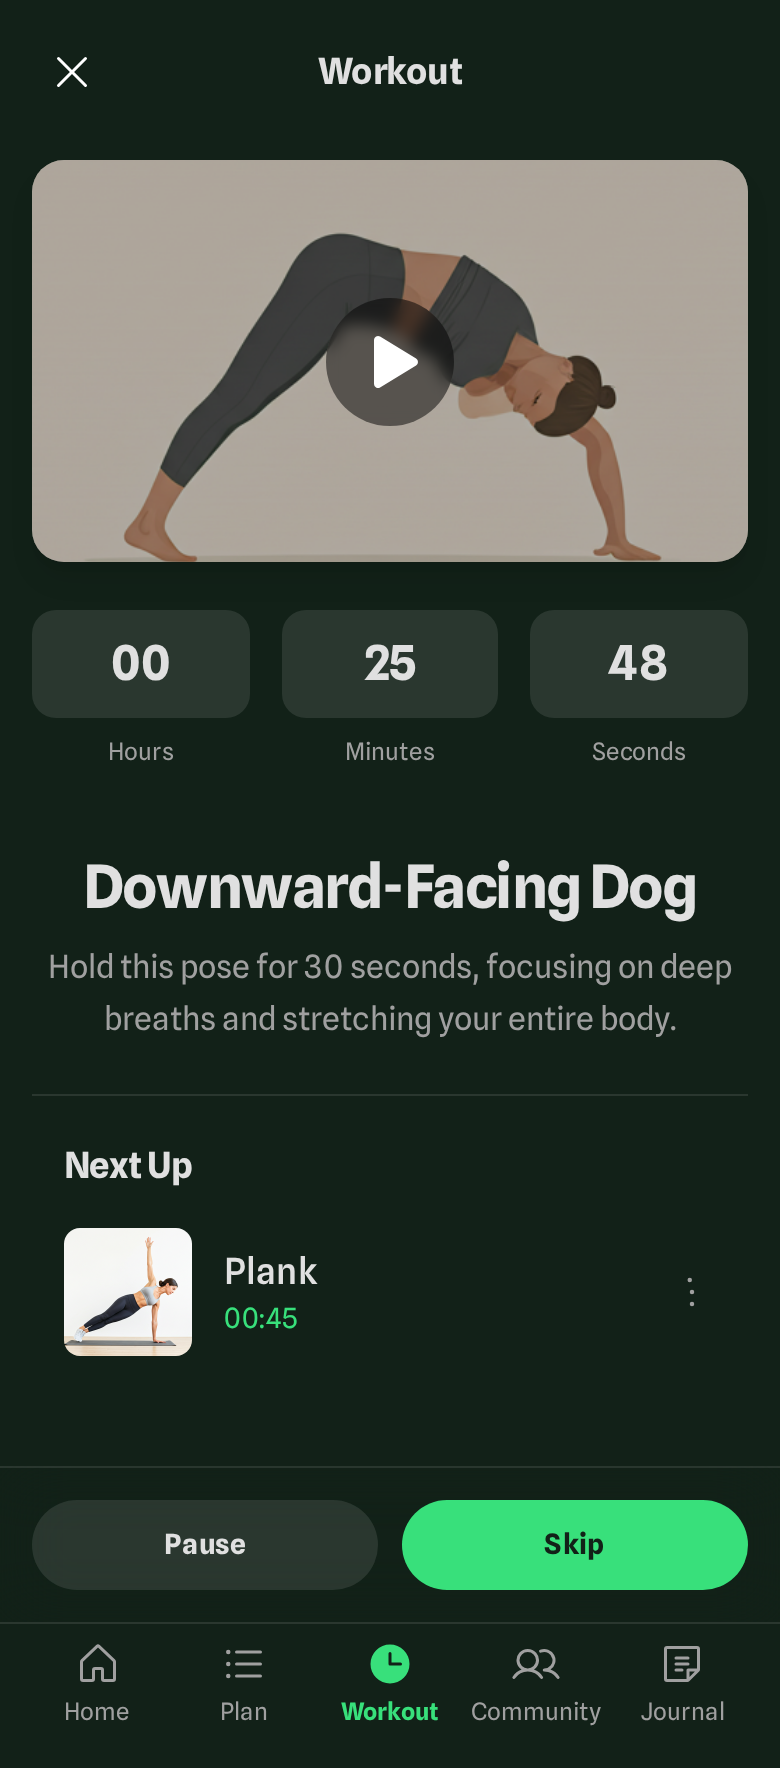 Workout
00
25
48
Hours
Minutes
Seconds
Downward-Facing Dog
Hold this pose for 30 seconds, focusing on deep
breaths and stretching your entire body.
Next Up
Plank
00:45
Pause
Skip
Home
Plan
Workout
Community
Journal